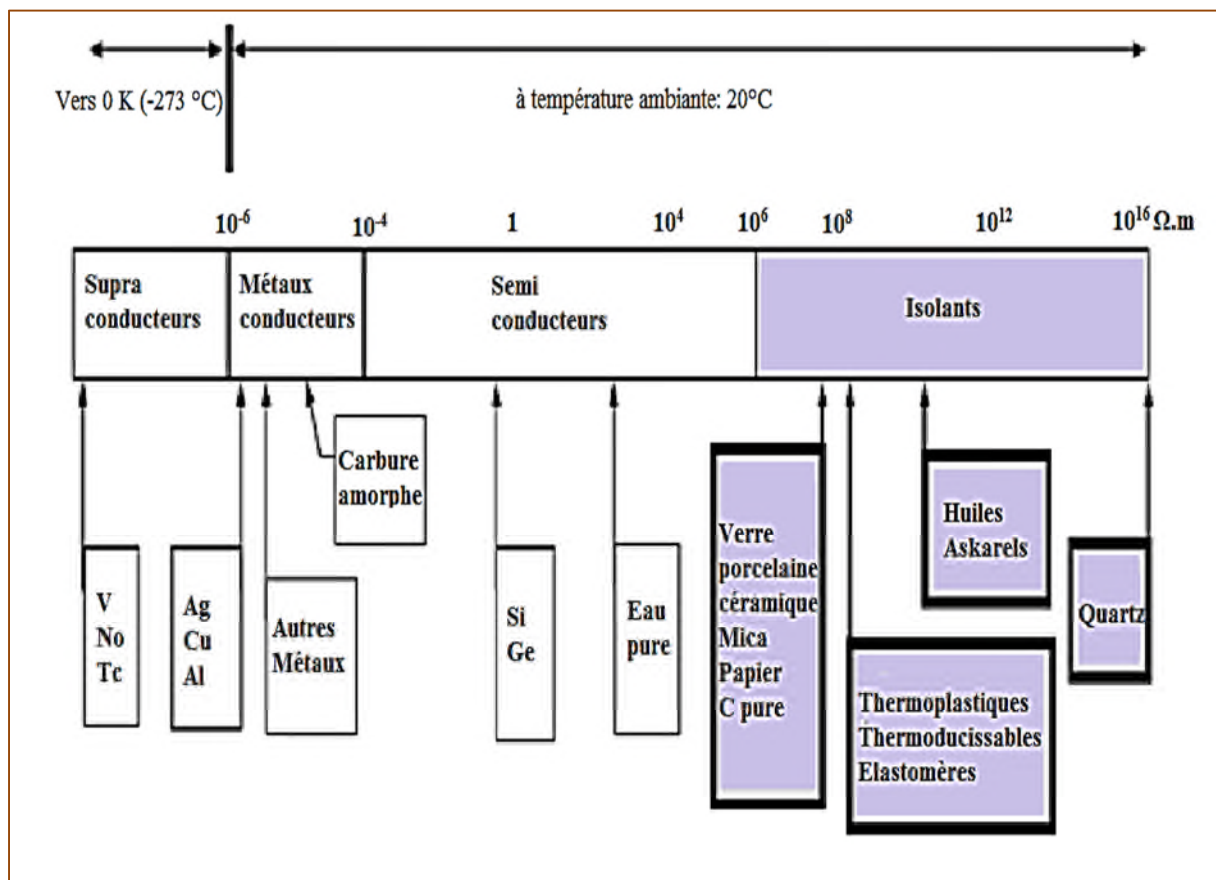 Vers 0 K (-273 °C)
à température ambiante: 20°C
10⁻⁶
10⁻⁴
1
10⁴
10⁶
10⁸
10¹²
10¹⁶ Ω.m
Supra
conducteurs
Métaux
conducteurs
Semi
conducteurs
Isolants
Carbure
amorphe
V
No
Tc
Ag
Cu
Al
Autres
Métaux
Si
Ge
Eau
pure
Verre
porcelaine
céramique
Mica
Papier
C pure
Huiles
Askarels
Thermoplastiques
Thermoducissables
Elastomères
Quartz